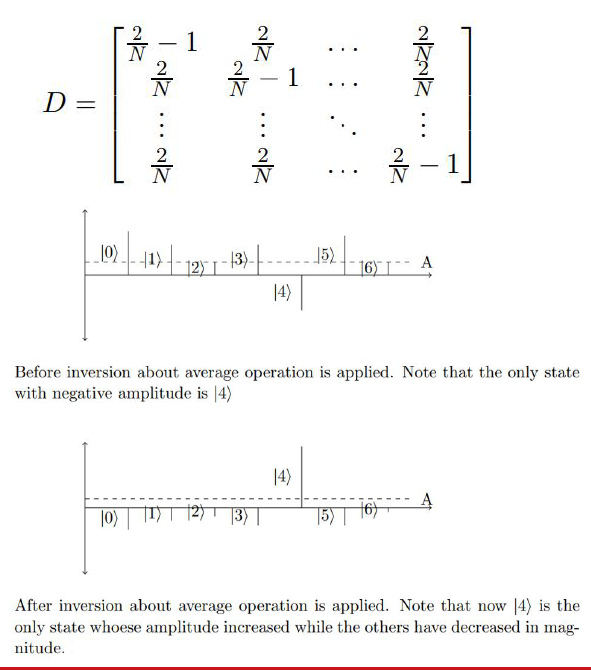 D = [ 2/N − 1 2/N … 2/N
2/N 2/N − 1 … 2/N
⋮ ⋮ ⋱ ⋮
2/N 2/N … 2/N − 1 ]
|0⟩ |1⟩ |2⟩ |3⟩ |5⟩ |6⟩ A
|4⟩
Before inversion about average operation is applied. Note that the only state
with negative amplitude is |4⟩
|4⟩
A
|0⟩ |1⟩ |2⟩ |3⟩ |5⟩ |6⟩
After inversion about average operation is applied. Note that now |4⟩ is the
only state whoese amplitude increased while the others have decreased in mag-
nitude.